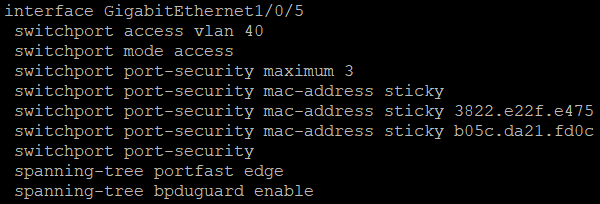 interface GigabitEthernet1/0/5
switchport access vlan 40
switchport mode access
switchport port-security maximum 3
switchport port-security mac-address sticky
switchport port-security mac-address sticky 3822.e22f.e475
switchport port-security mac-address sticky b05c.da21.fd0c
switchport port-security
spanning-tree portfast edge
spanning-tree bpduguard enable